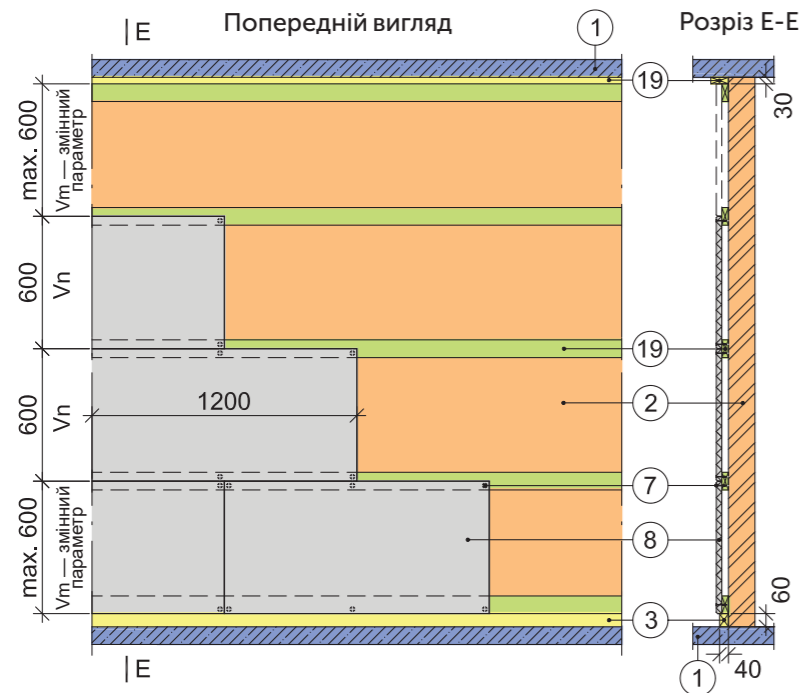 Попередній вигляд
Розріз E-E
E
1
19
30
max. 600
Vm — змінний
параметр
600
Vn
19
600
Vn
1200
2
7
max. 600
Vm — змінний
параметр
8
60
3
E
1
40